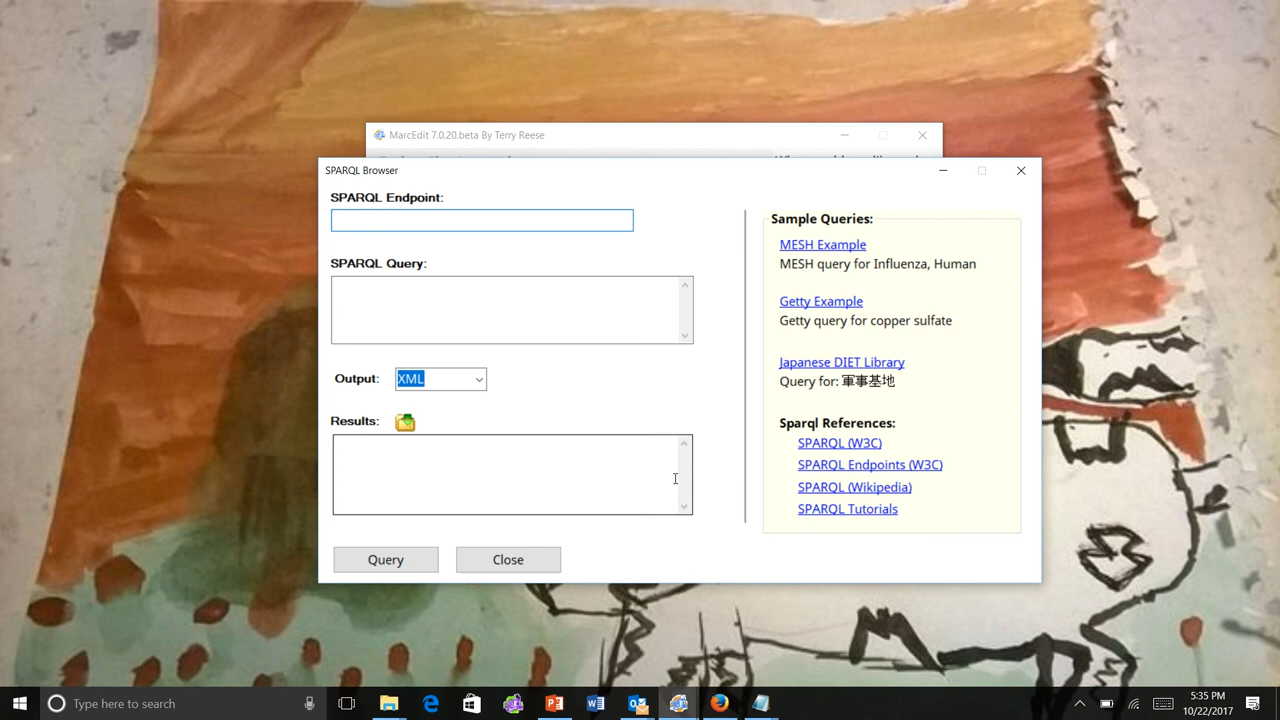 MarcEdit 7.0.20.beta By Terry Reese
SPARQL Browser
SPARQL Endpoint:
SPARQL Query:
Output: XML
Results:
Query Close
Sample Queries:
MESH Example
MESH query for Influenza, Human
Getty Example
Getty query for copper sulfate
Japanese DIET Library
Query for: 軍事基地
Sparql References:
SPARQL (W3C)
SPARQL Endpoints (W3C)
SPARQL (Wikipedia)
SPARQL Tutorials
Type here to search
5:35 PM
10/22/2017